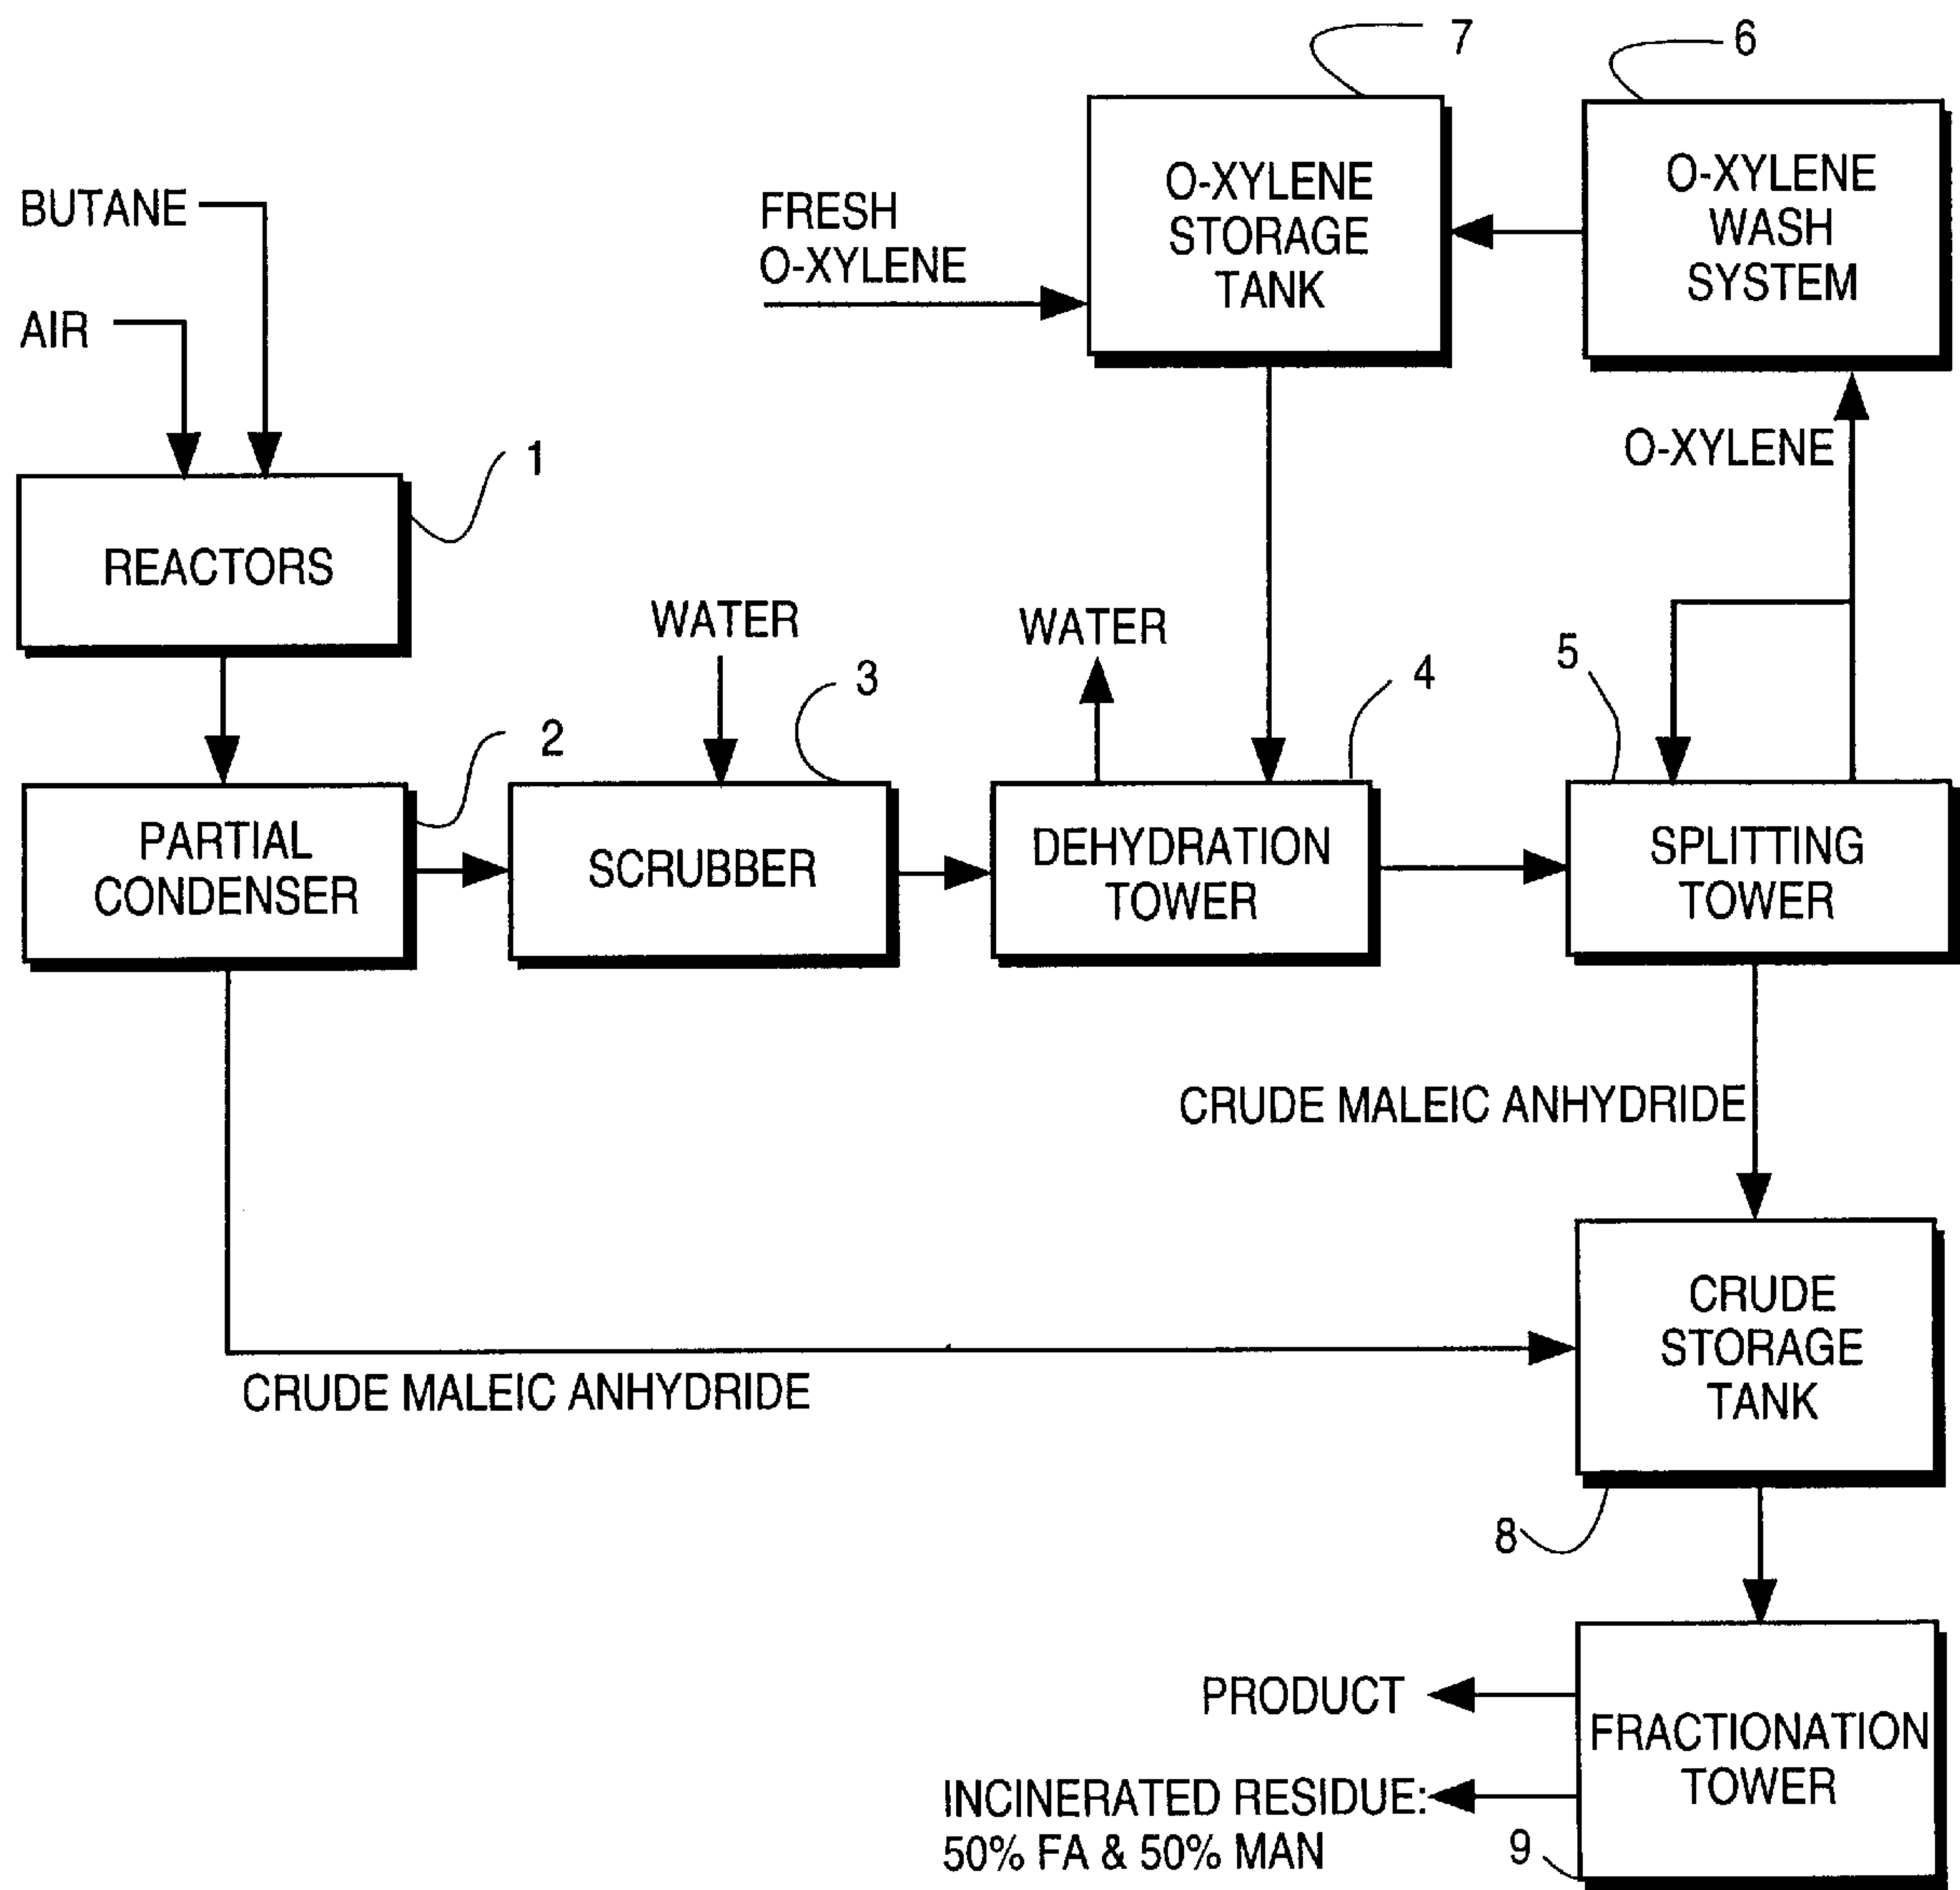 7
6
O-XYLENE
STORAGE
TANK
O-XYLENE
WASH
SYSTEM
BUTANE
FRESH
O-XYLENE
AIR
O-XYLENE
1
REACTORS
WATER
WATER
3
4
5
2
PARTIAL
CONDENSER
SCRUBBER
DEHYDRATION
TOWER
SPLITTING
TOWER
CRUDE MALEIC ANHYDRIDE
CRUDE
STORAGE
TANK
CRUDE MALEIC ANHYDRIDE
8
PRODUCT
FRACTIONATION
TOWER
INCINERATED RESIDUE:
50% FA & 50% MAN
9